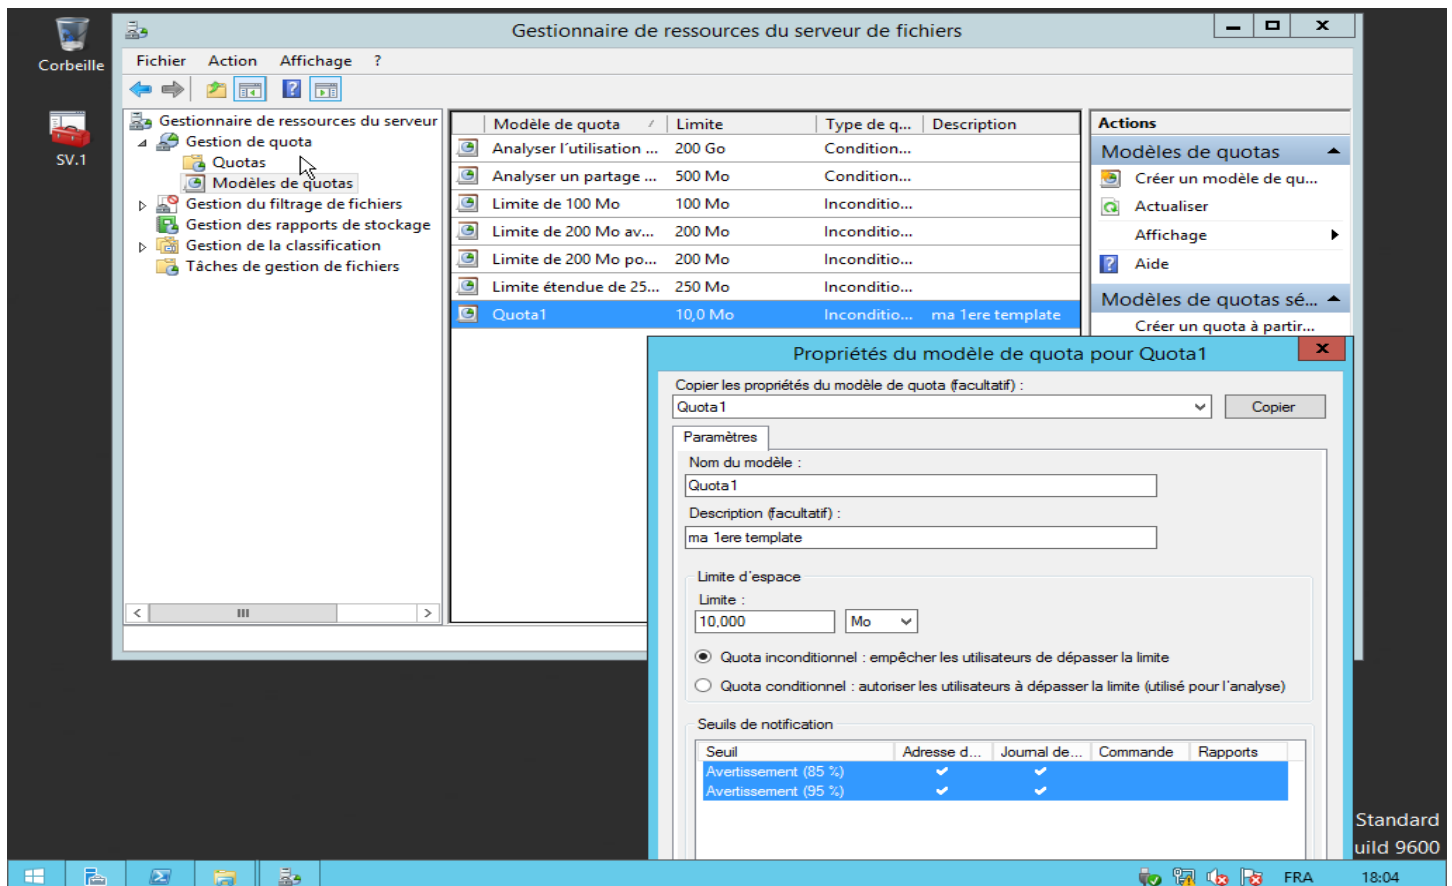 Gestionnaire de ressources du serveur de fichiers
Corbeille
SV.1
Fichier Action Affichage ?
Gestionnaire de ressources du serveur
Gestion de quota
Quotas
Modèles de quotas
Gestion du filtrage de fichiers
Gestion des rapports de stockage
Gestion de la classification
Tâches de gestion de fichiers
Modèle de quota Limite Type de q... Description
Analyser l'utilisation ... 200 Go Condition...
Analyser un partage ... 500 Mo Condition...
Limite de 100 Mo 100 Mo Inconditio...
Limite de 200 Mo av... 200 Mo Inconditio...
Limite de 200 Mo po... 200 Mo Inconditio...
Limite étendue de 25... 250 Mo Inconditio...
Quota1 10,0 Mo Inconditio... ma 1ere template
Actions
Modèles de quotas
Créer un modèle de qu...
Actualiser
Affichage
Aide
Modèles de quotas sé...
Créer un quota à partir...
Propriétés du modèle de quota pour Quota1
Copier les propriétés du modèle de quota (facultatif) :
Quota1 Copier
Paramètres
Nom du modèle :
Quota1
Description (facultatif) :
ma 1ere template
Limite d'espace
Limite :
10,000 Mo
Quota inconditionnel : empêcher les utilisateurs de dépasser la limite
Quota conditionnel : autoriser les utilisateurs à dépasser la limite (utilisé pour l'analyse)
Seuils de notification
Seuil Adresse d... Journal de... Commande Rapports
Avertissement (85 %)
Avertissement (95 %)
Standard
uild 9600
FRA 18:04